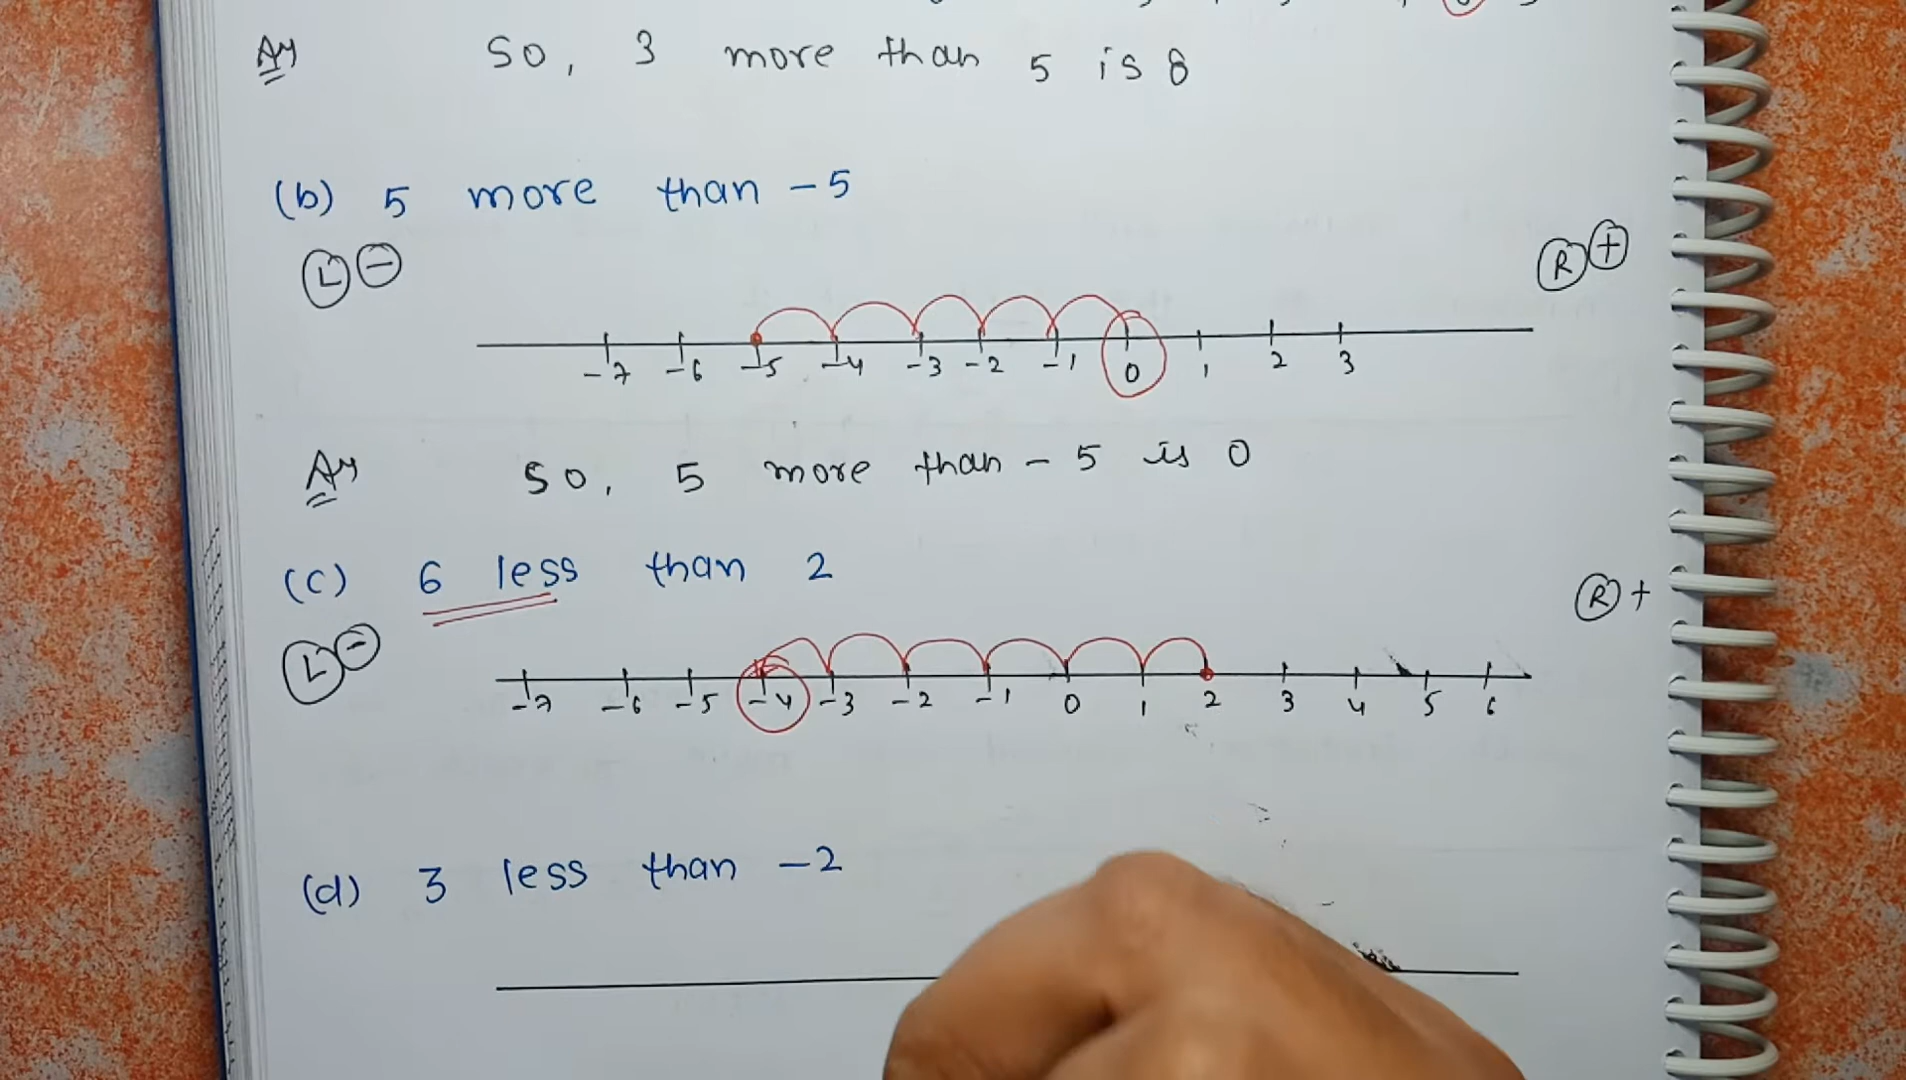 Ans So, 3 more than 5 is 8
(b) 5 more than -5
L - R +
-7 -6 -5 -4 -3 -2 -1 0 1 2 3
Ans So, 5 more than -5 is 0
(c) 6 less than 2
L - R +
-7 -6 -5 -4 -3 -2 -1 0 1 2 3 4 5 6
(d) 3 less than -2